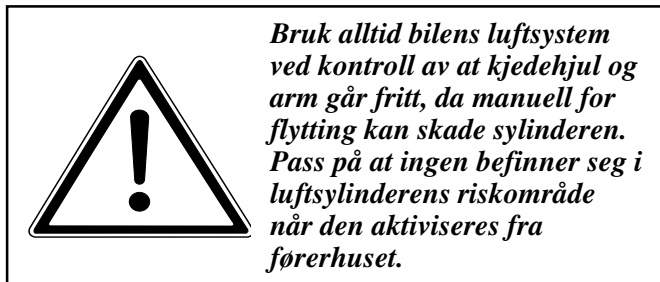 Bruk alltid bilens luftsystem
ved kontroll av at kjedehjul og
arm går fritt, da manuell for
flytting kan skade sylinderen.
Pass på at ingen befinner seg i
luftsylinderens riskområde
når den aktiviseres fra
førerhuset.